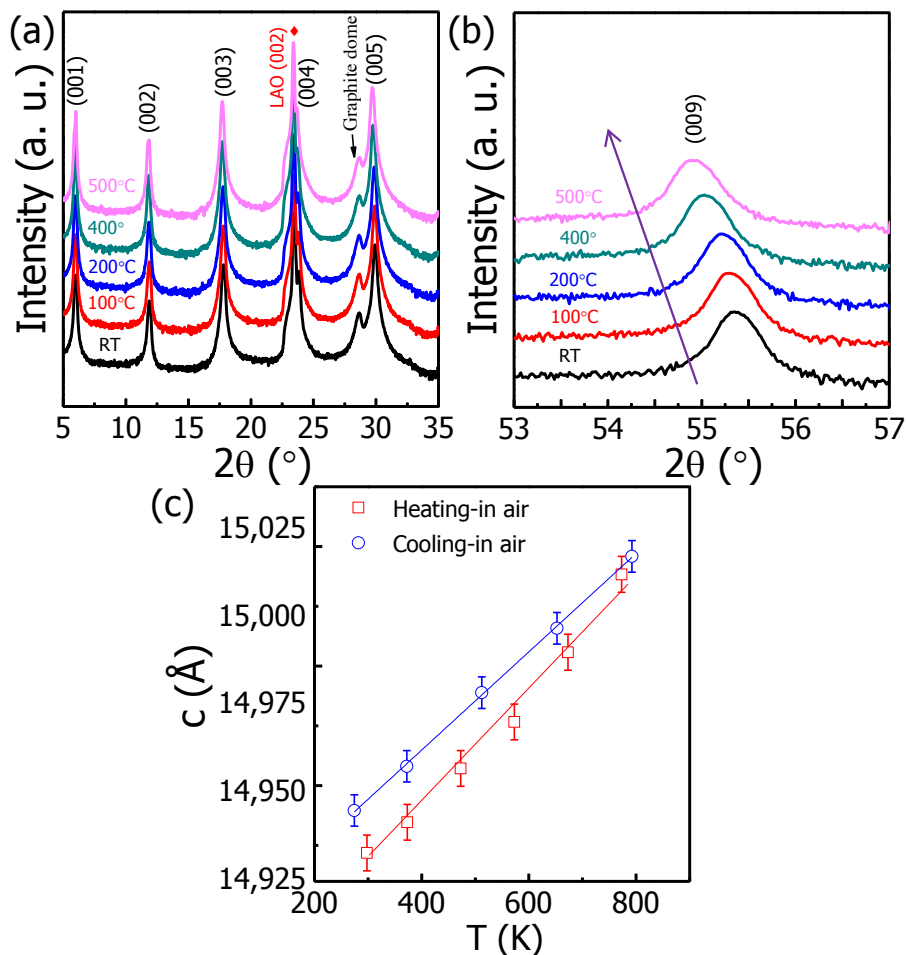 (a)
Intensity (a. u.)
(001)
(002)
(003)
LAO (002)
(004)
Graphite dome
(005)
500°C
400°
200°C
100°C
RT
5 10 15 20 25 30 35
2θ (°)
(b)
Intensity (a. u.)
(009)
500°C
400°
200°C
100°C
RT
53 54 55 56 57
2θ (°)
(c)
c (Å)
Heating-in air
Cooling-in air
15,025
15,000
14,975
14,950
14,925
200 400 600 800
T (K)